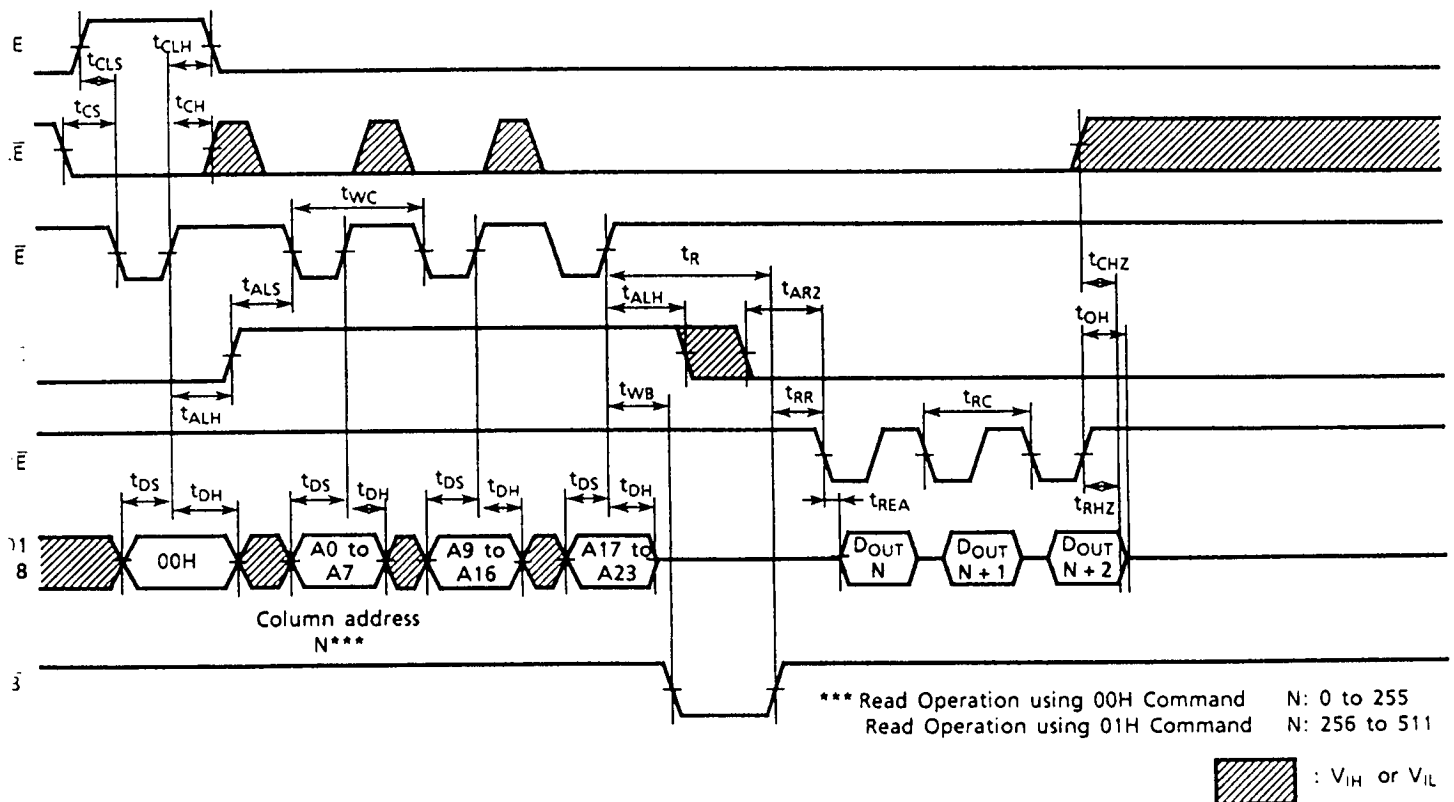 E
tCLS
tCLH
tCS
tCH
E
tWC
E
tALS
tR
tALH
tAR2
tCHZ
tOH
tALH
tWB
tRR
tRC
E
tDS
tDH
tDS
tDH
tDS
tDH
tDS
tDH
tREA
tRHZ
8
00H
A0 to
A7
A9 to
A16
A17 to
A23
DOUT
N
DOUT
N + 1
DOUT
N + 2
Column address
N***
*** Read Operation using 00H Command N: 0 to 255
Read Operation using 01H Command N: 256 to 511
: VIH or VIL